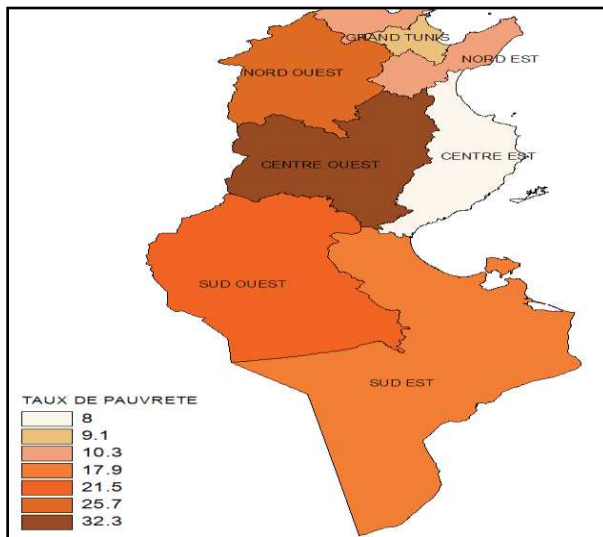 GRAND TUNIS
NORD EST
NORD OUEST
CENTRE EST
CENTRE OUEST
SUD OUEST
SUD EST
TAUX DE PAUVRETE
8
9.1
10.3
17.9
21.5
25.7
32.3